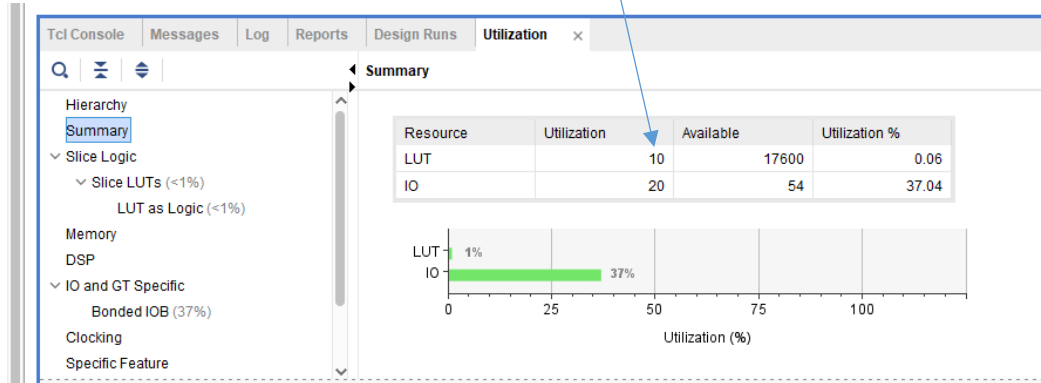 Tcl Console Messages Log Reports Design Runs Utilization ×
Summary
Hierarchy
Summary
Slice Logic
Slice LUTs (<1%)
LUT as Logic (<1%)
Memory
DSP
IO and GT Specific
Bonded IOB (37%)
Clocking
Specific Feature
Resource Utilization Available Utilization %
LUT 10 17600 0.06
IO 20 54 37.04
LUT 1%
IO 37%
0 25 50 75 100
Utilization (%)